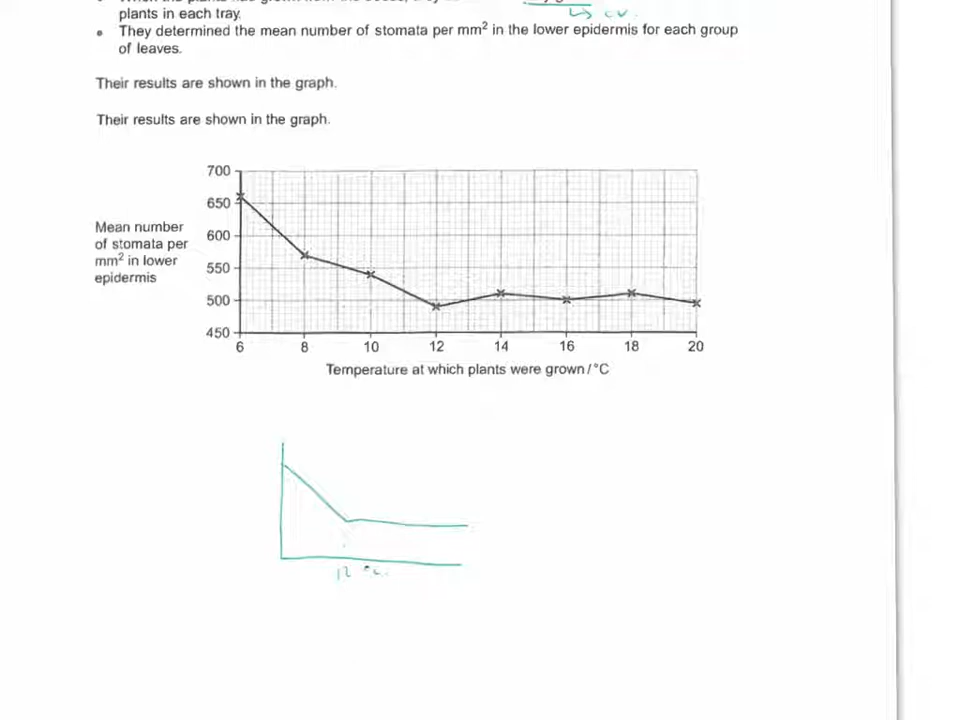 plants in each tray.
cv.
• They determined the mean number of stomata per mm² in the lower epidermis for each group
of leaves.
Their results are shown in the graph.
Their results are shown in the graph.
700
650
600
550
500
450
Mean number
of stomata per
mm² in lower
epidermis
6 8 10 12 14 16 18 20
Temperature at which plants were grown / °C
12 °C.